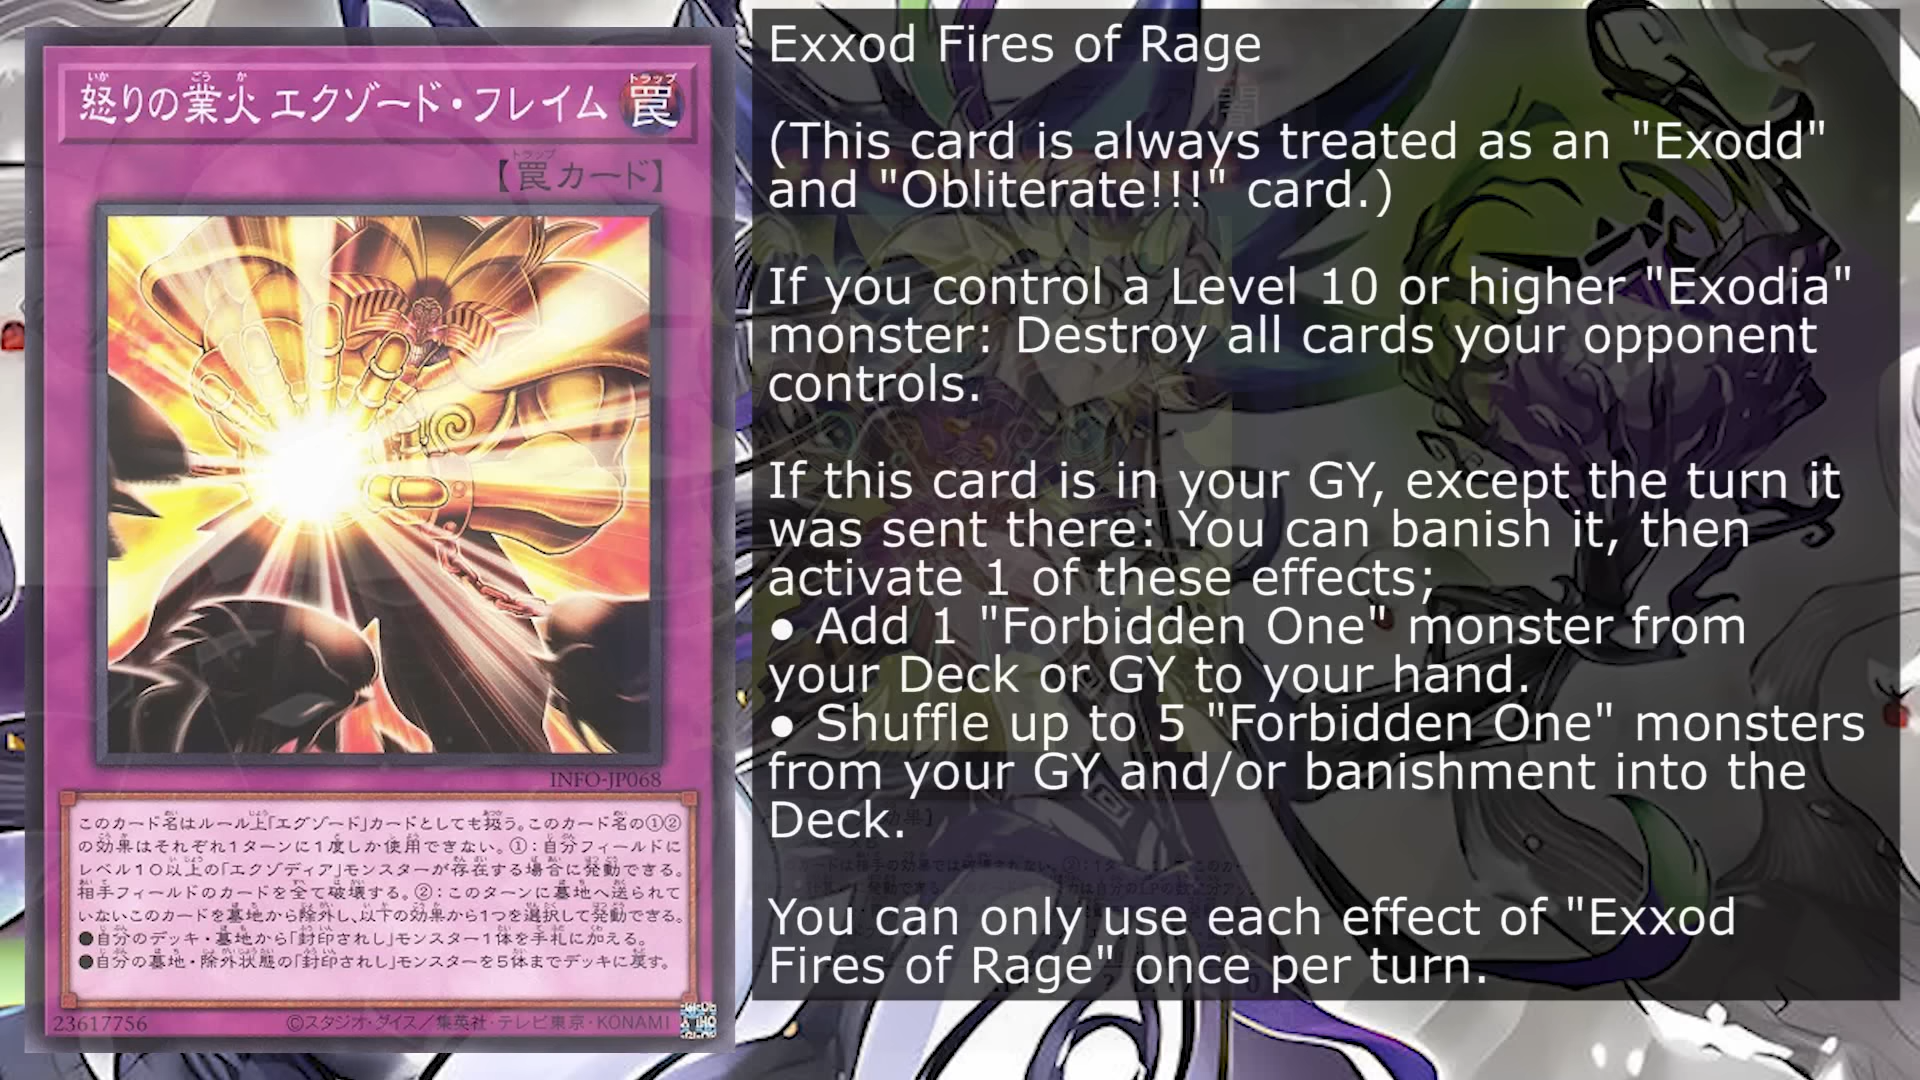 怒りの業火 エクゾード・フレイム 罠
【罠カード】
INFO-JP068
このカード名はルール上「エグゾード」カードとしても扱う。このカード名の①②
の効果はそれぞれ1ターンに1度しか使用できない。①：自分フィールドに
レベル10以上の「エクゾディア」モンスターが存在する場合に発動できる。
相手フィールドのカードを全て破壊する。②：このターンに墓地へ送られて
いないこのカードを墓地から除外し、以下の効果から1つを選択して発動できる。
●自分のデッキ・墓地から「封印されし」モンスター1体を手札に加える。
●自分の墓地・除外状態の「封印されし」モンスターを5体までデッキに戻す。
23617756
©スタジオ・ダイス／集英社・テレビ東京・KONAMI
Exxod Fires of Rage
(This card is always treated as an "Exodd"
and "Obliterate!!!" card.)
If you control a Level 10 or higher "Exodia"
monster: Destroy all cards your opponent
controls.
If this card is in your GY, except the turn it
was sent there: You can banish it, then
activate 1 of these effects;
● Add 1 "Forbidden One" monster from
your Deck or GY to your hand.
● Shuffle up to 5 "Forbidden One" monsters
from your GY and/or banishment into the
Deck.
You can only use each effect of "Exxod
Fires of Rage" once per turn.